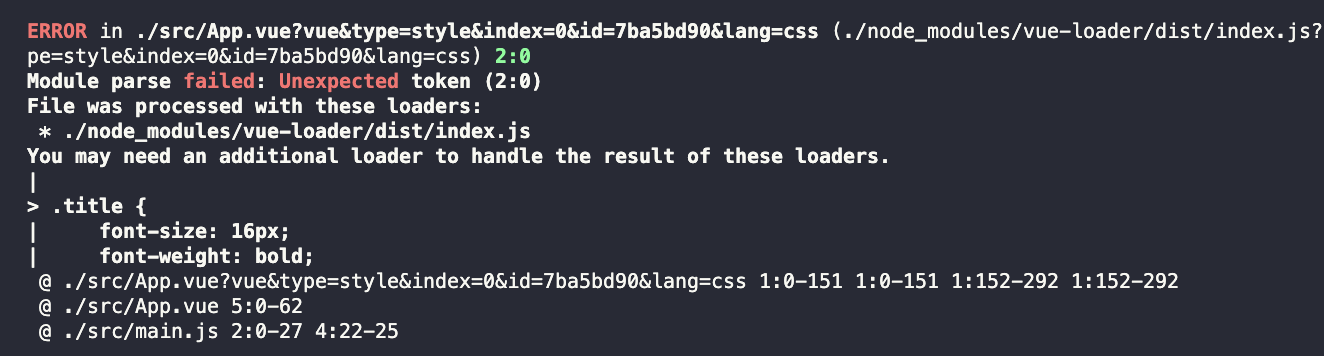 ERROR in ./src/App.vue?vue&type=style&index=0&id=7ba5bd90&lang=css (./node_modules/vue-loader/dist/index.js?
pe=style&index=0&id=7ba5bd90&lang=css) 2:0
Module parse failed: Unexpected token (2:0)
File was processed with these loaders:
 * ./node_modules/vue-loader/dist/index.js
You may need an additional loader to handle the result of these loaders.
|
> .title {
|     font-size: 16px;
|     font-weight: bold;
 @ ./src/App.vue?vue&type=style&index=0&id=7ba5bd90&lang=css 1:0-151 1:0-151 1:152-292 1:152-292
 @ ./src/App.vue 5:0-62
 @ ./src/main.js 2:0-27 4:22-25